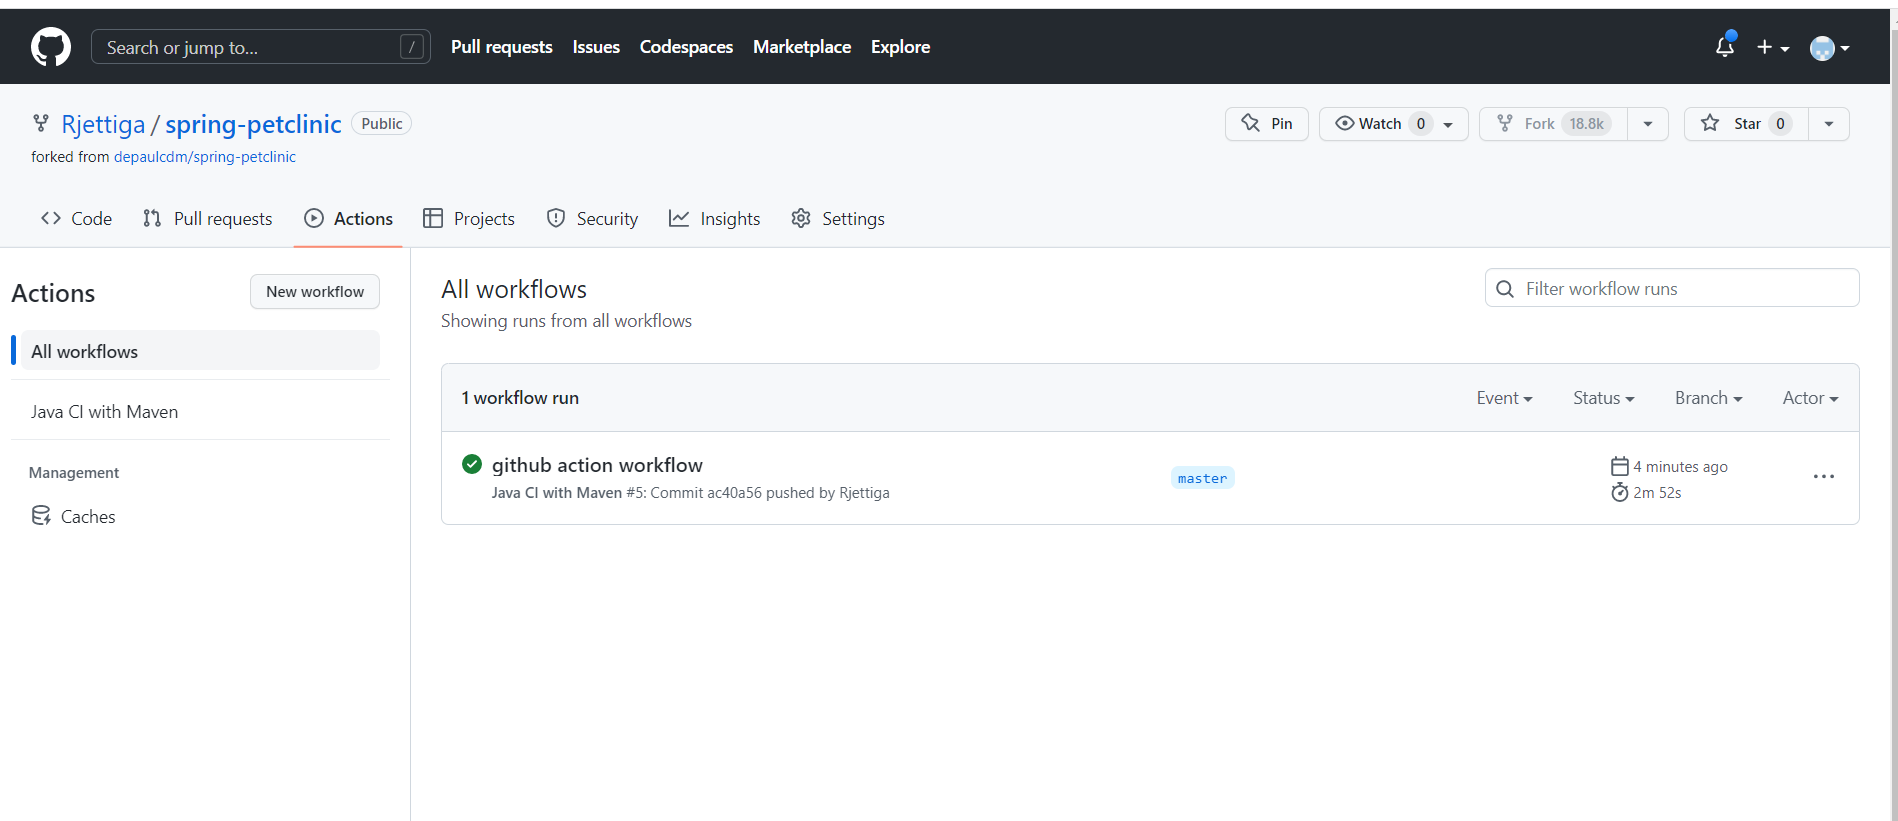 Search or jump to... /
Pull requests Issues Codespaces Marketplace Explore
Rjettiga / spring-petclinic Public
Pin Watch 0 Fork 18.8k Star 0
forked from depaulcdm/spring-petclinic
Code Pull requests Actions Projects Security Insights Settings
Actions
New workflow
All workflows
Java CI with Maven
Management
Caches
All workflows
Showing runs from all workflows
Filter workflow runs
1 workflow run
Event Status Branch Actor
github action workflow
Java CI with Maven #5: Commit ac40a56 pushed by Rjettiga
master
4 minutes ago
2m 52s